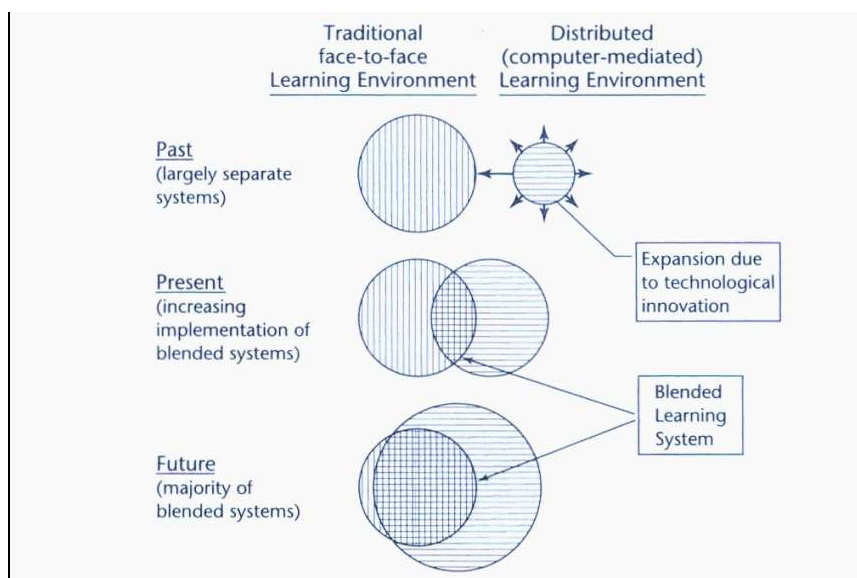 Traditional
face-to-face
Learning Environment
Distributed
(computer-mediated)
Learning Environment
Past
(largely separate
systems)
Expansion due
to technological
innovation
Present
(increasing
implementation of
blended systems)
Blended
Learning
System
Future
(majority of
blended systems)